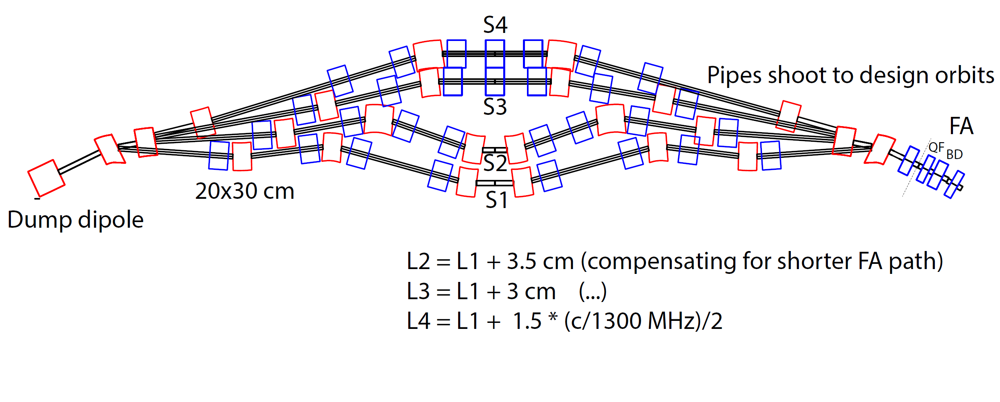 S4
Pipes shoot to design orbits
S3
FA
QF
BD
S2
20x30 cm
S1
Dump dipole
L2 = L1 + 3.5 cm (compensating for shorter FA path)
L3 = L1 + 3 cm (...)
L4 = L1 + 1.5 * (c/1300 MHz)/2